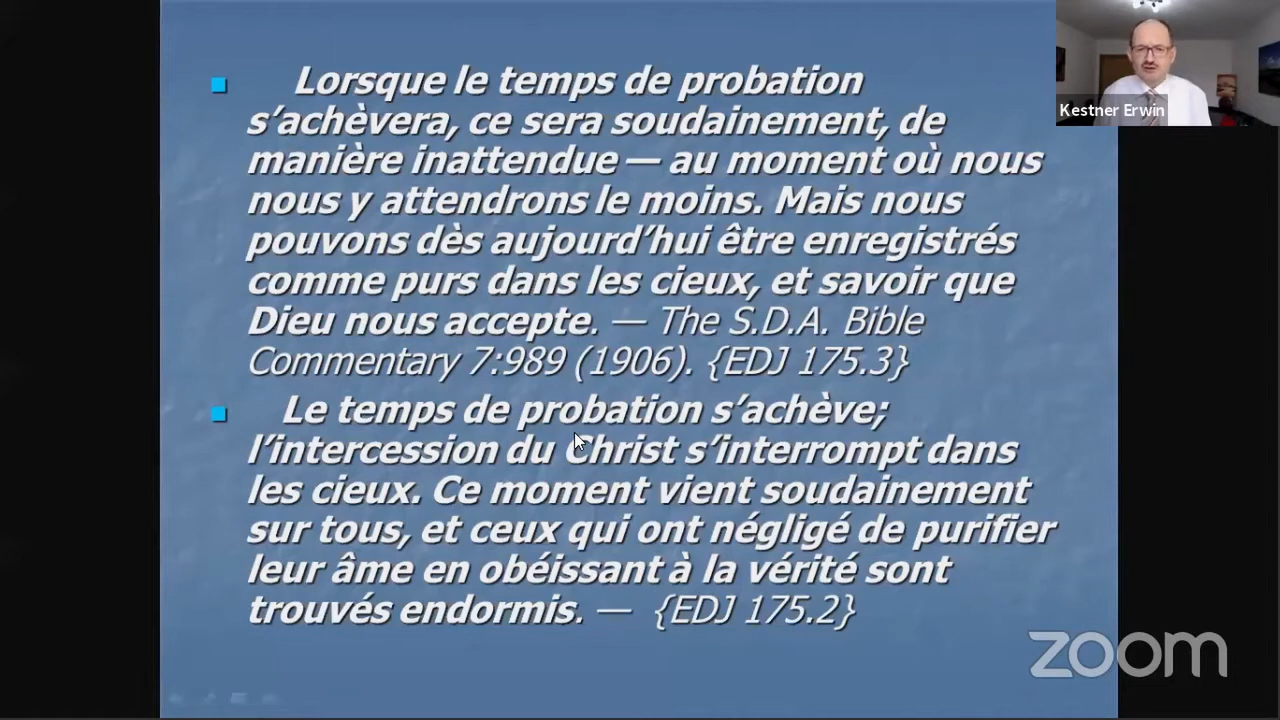 Lorsque le temps de probation
s’achèvera, ce sera soudainement, de
manière inattendue — au moment où nous
nous y attendrons le moins. Mais nous
pouvons dès aujourd’hui être enregistrés
comme purs dans les cieux, et savoir que
Dieu nous accepte. — The S.D.A. Bible
Commentary 7:989 (1906). {EDJ 175.3}
Le temps de probation s’achève;
l’intercession du Christ s’interrompt dans
les cieux. Ce moment vient soudainement
sur tous, et ceux qui ont négligé de purifier
leur âme en obéissant à la vérité sont
trouvés endormis. — {EDJ 175.2}
Kestner Erwin
zoom